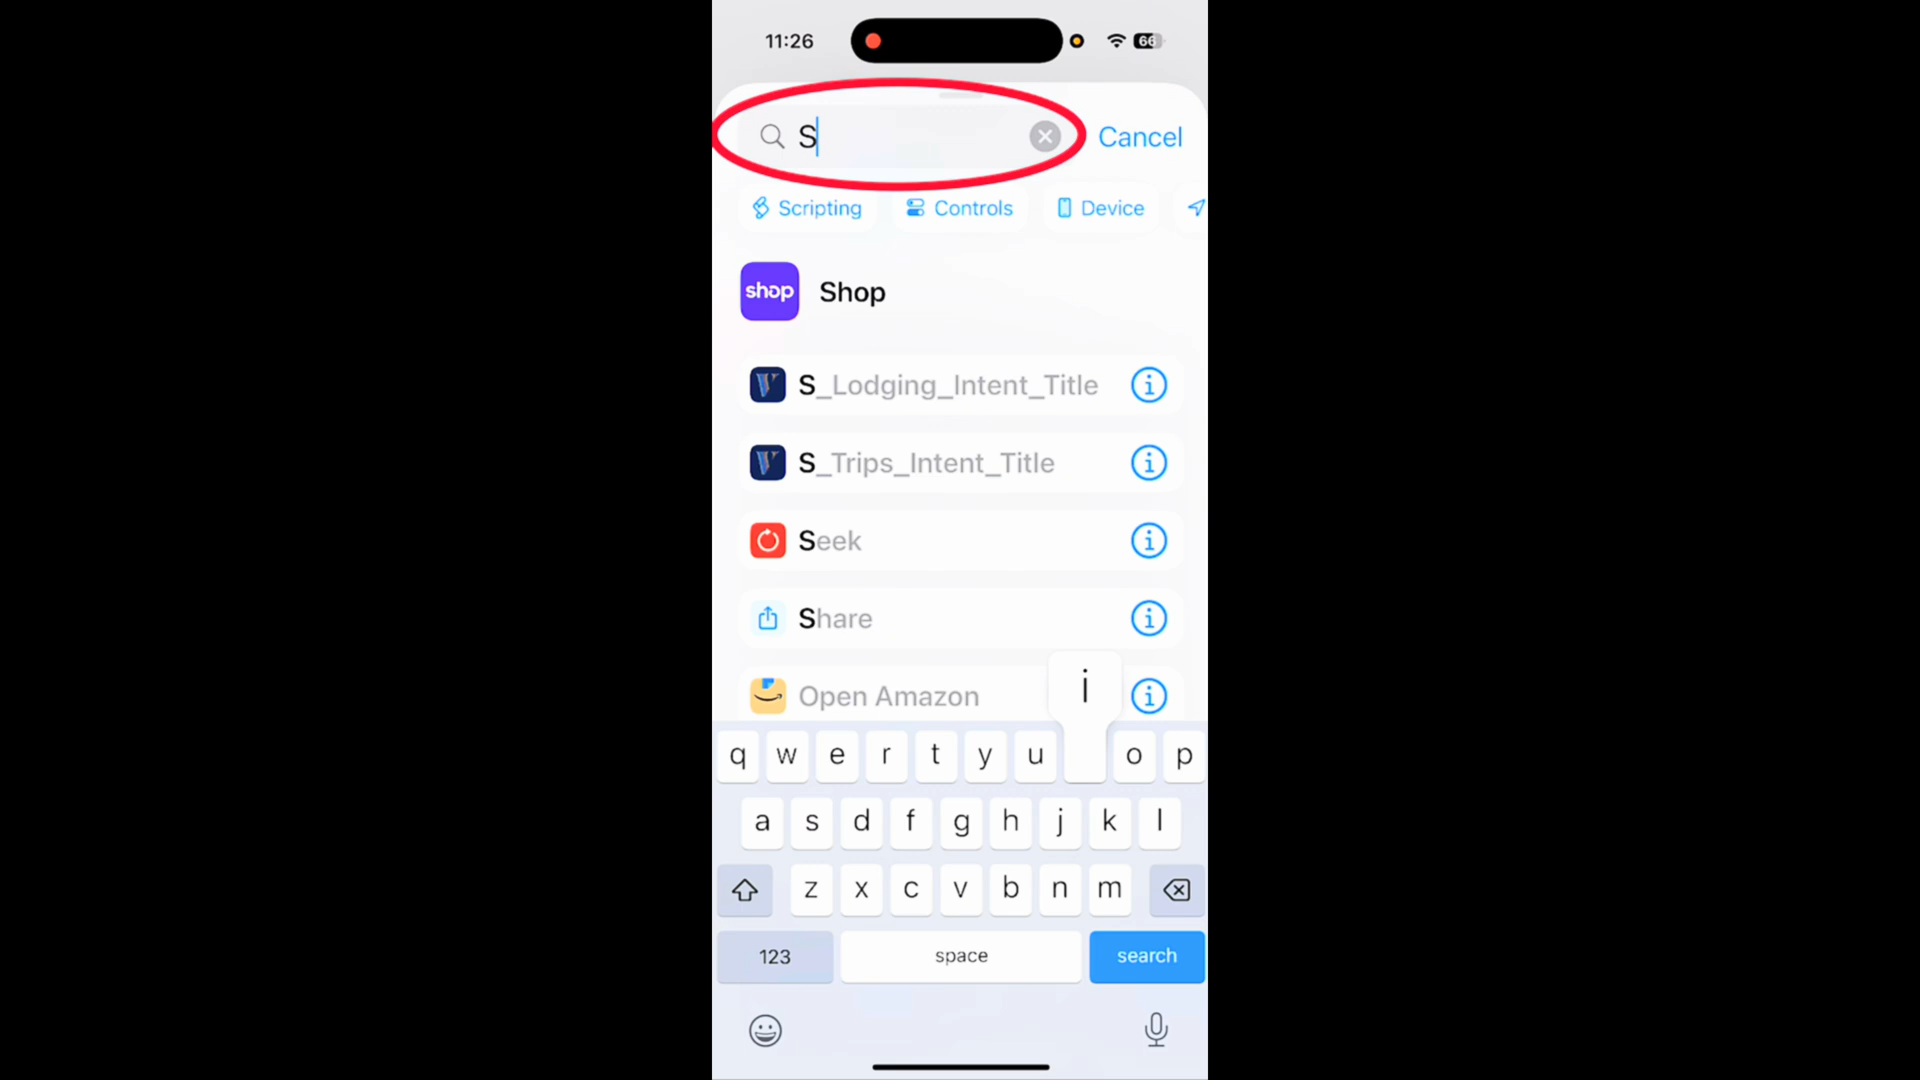 11:26
66
S
Cancel
Scripting
Controls
Device
shop
Shop
S_Lodging_Intent_Title
S_Trips_Intent_Title
Seek
Share
Open Amazon
i
q w e r t y u o p
a s d f g h j k l
z x c v b n m
123
space
search